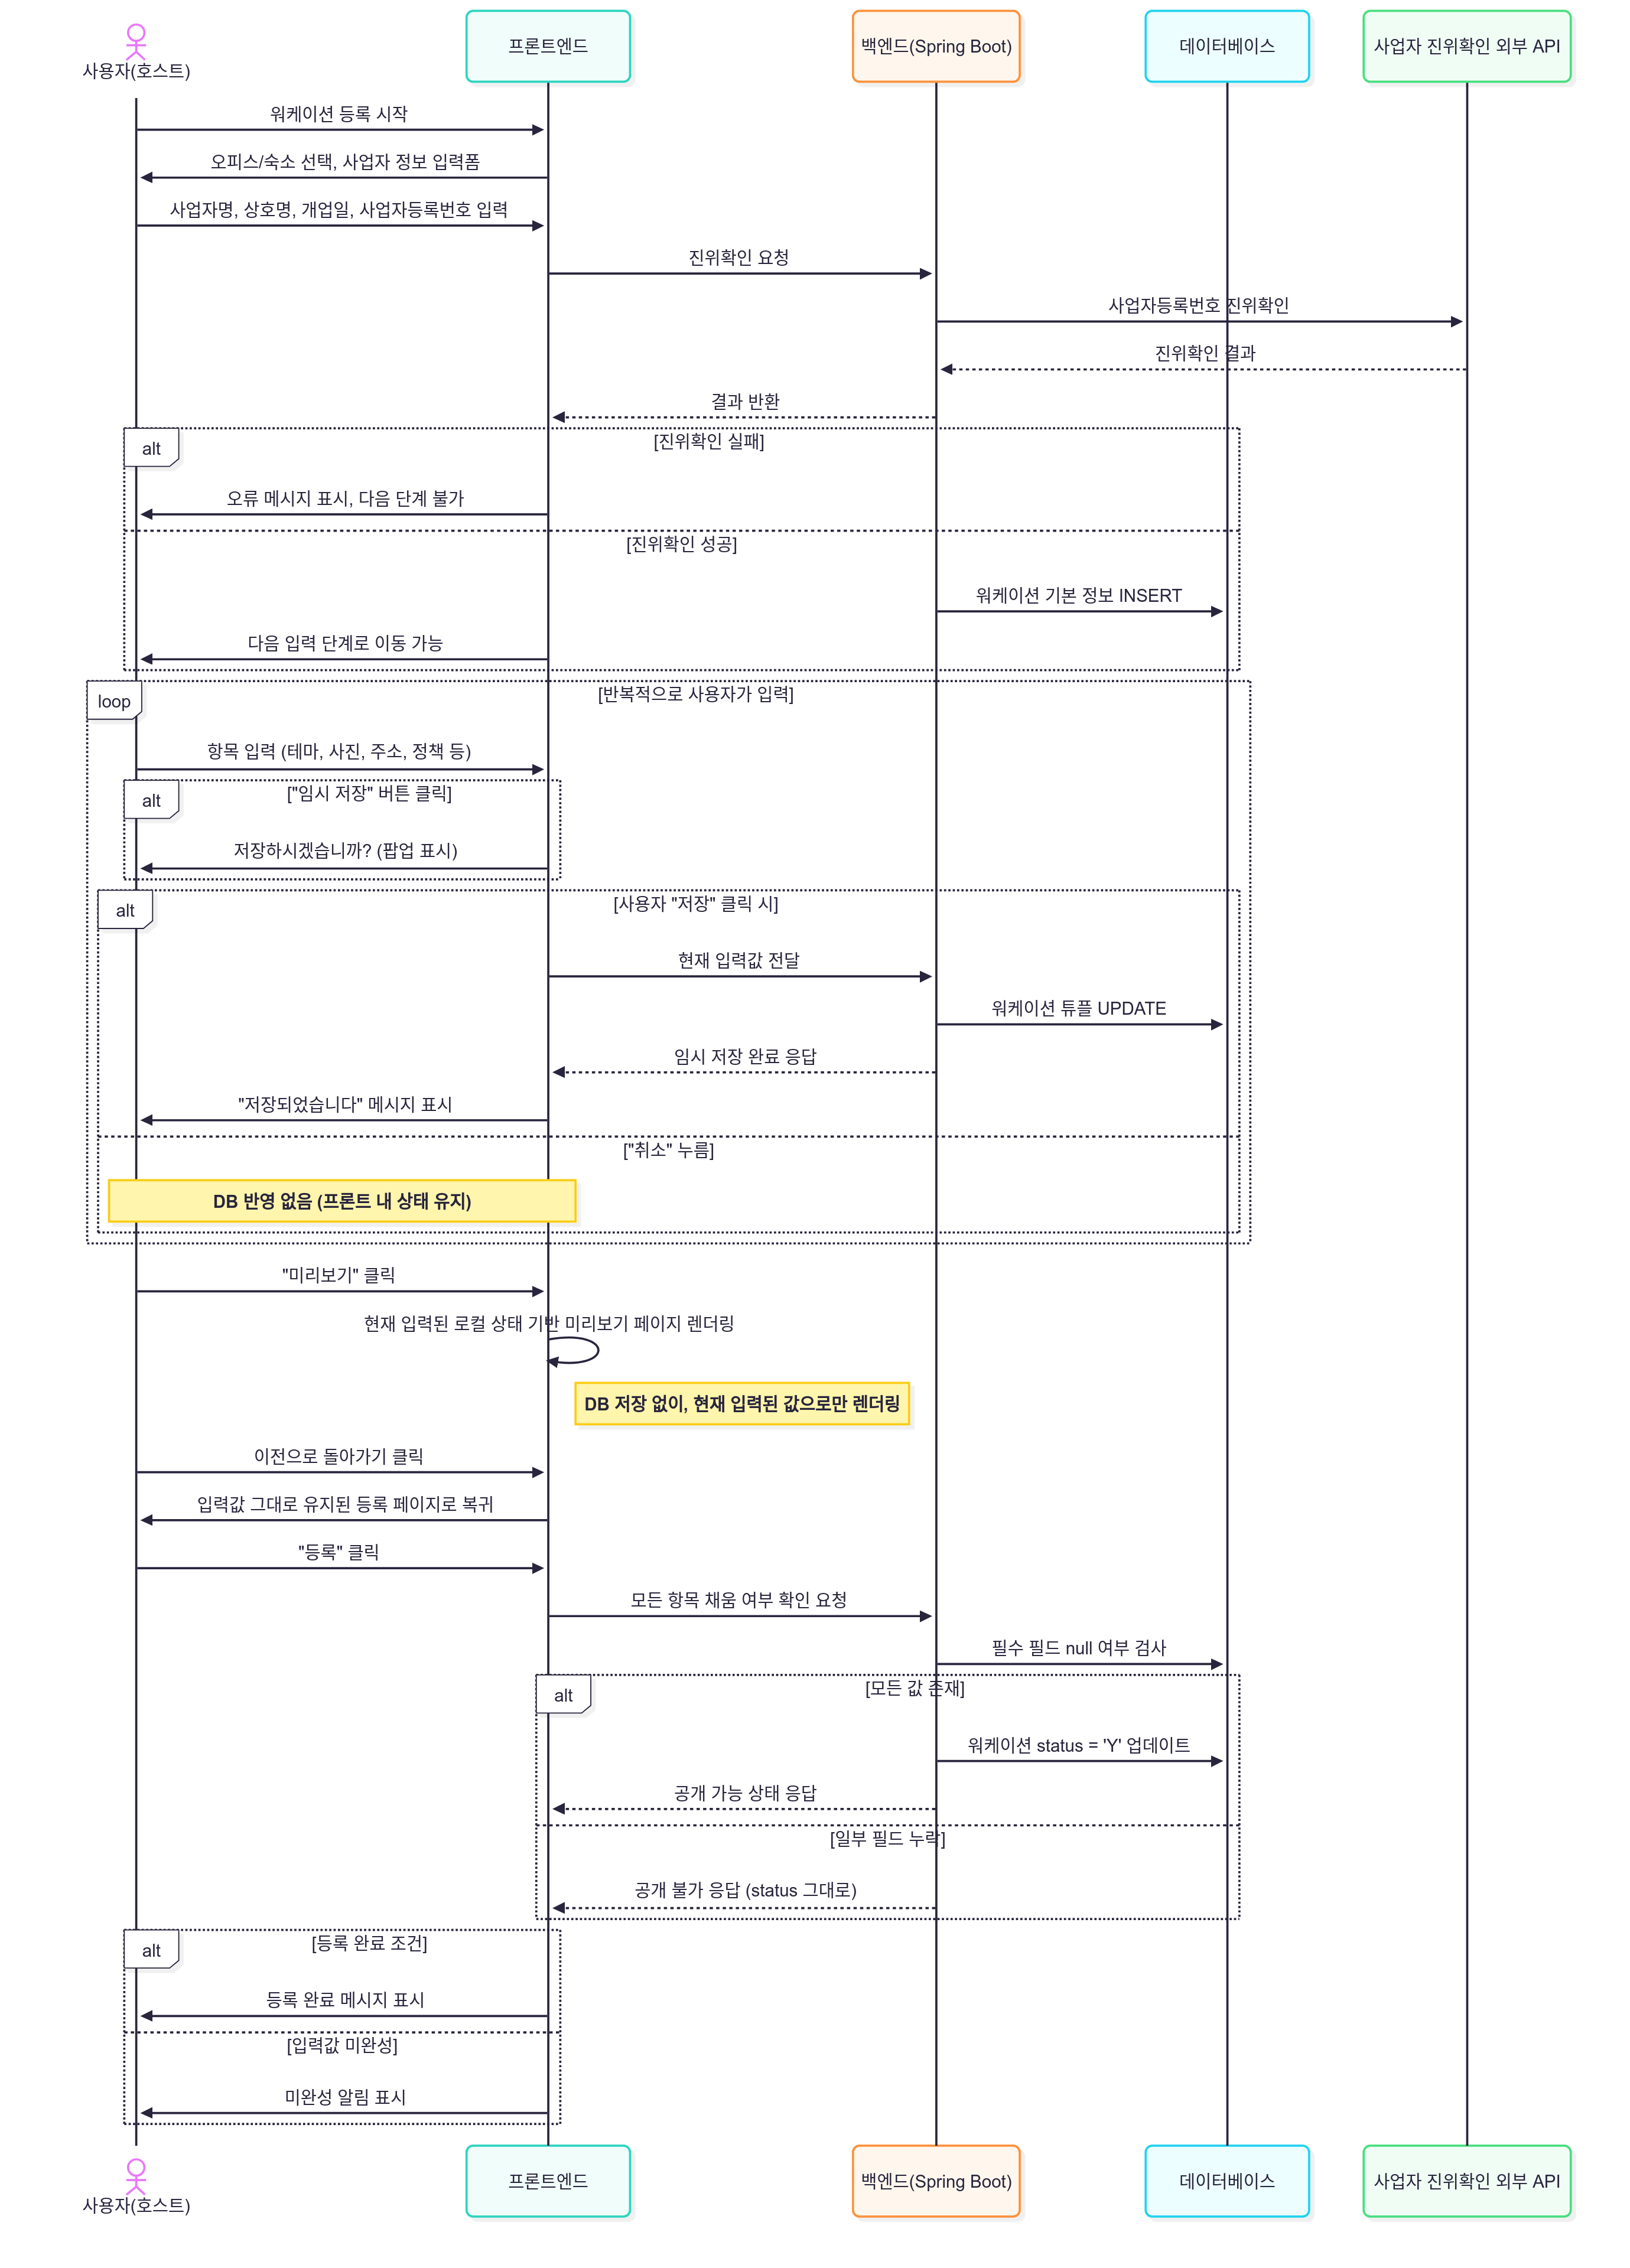 사용자(호스트)
프론트엔드
백엔드(Spring Boot)
데이터베이스
사업자 진위확인 외부 API
워케이션 등록 시작
오피스/숙소 선택, 사업자 정보 입력폼
사업자명, 상호명, 개업일, 사업자등록번호 입력
진위확인 요청
사업자등록번호 진위확인
진위확인 결과
결과 반환
alt
[진위확인 실패]
오류 메시지 표시, 다음 단계 불가
[진위확인 성공]
워케이션 기본 정보 INSERT
다음 입력 단계로 이동 가능
loop
[반복적으로 사용자가 입력]
항목 입력 (테마, 사진, 주소, 정책 등)
alt
["임시 저장" 버튼 클릭]
저장하시겠습니까? (팝업 표시)
alt
[사용자 "저장" 클릭 시]
현재 입력값 전달
워케이션 튜플 UPDATE
임시 저장 완료 응답
"저장되었습니다" 메시지 표시
["취소" 누름]
DB 반영 없음 (프론트 내 상태 유지)
"미리보기" 클릭
현재 입력된 로컬 상태 기반 미리보기 페이지 렌더링
DB 저장 없이, 현재 입력된 값으로만 렌더링
이전으로 돌아가기 클릭
입력값 그대로 유지된 등록 페이지로 복귀
"등록" 클릭
모든 항목 채움 여부 확인 요청
필수 필드 null 여부 검사
alt
[모든 값 존재]
워케이션 status = 'Y' 업데이트
공개 가능 상태 응답
[일부 필드 누락]
공개 불가 응답 (status 그대로)
alt
[등록 완료 조건]
등록 완료 메시지 표시
[입력값 미완성]
미완성 알림 표시
사용자(호스트)
프론트엔드
백엔드(Spring Boot)
데이터베이스
사업자 진위확인 외부 API